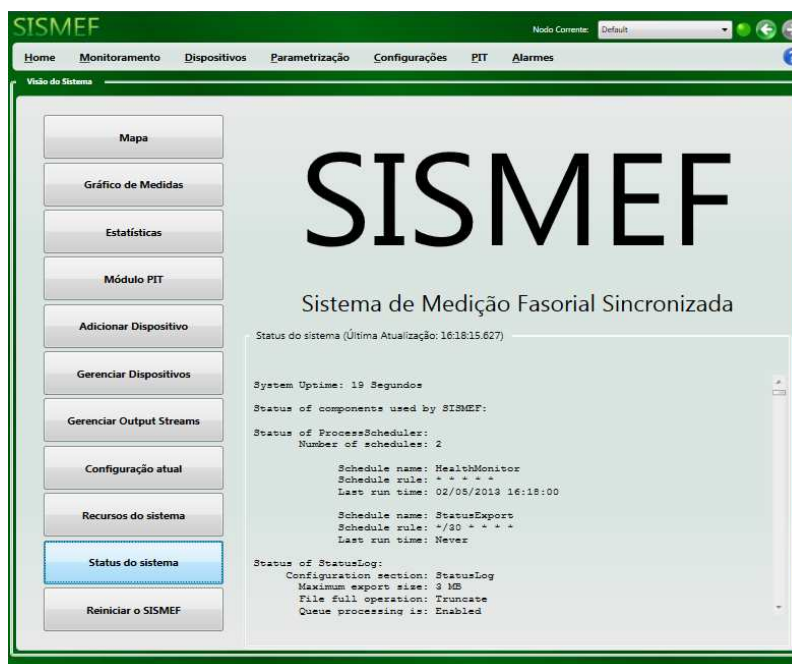 SISMEF
Nodo Corrente: Default
Home Monitoramento Dispositivos Parametrização Configurações PIT Alarmes
Visão do Sistema
Mapa
Gráfico de Medidas
Estatísticas
Módulo PIT
Adicionar Dispositivo
Gerenciar Dispositivos
Gerenciar Output Streams
Configuração atual
Recursos do sistema
Status do sistema
Reiniciar o SISMEF
SISMEF
Sistema de Medição Fasorial Sincronizada
Status do sistema (Última Atualização: 16:18:15.627)
System Uptime: 19 Segundos
Status of components used by SISMEF:
Status of ProcessScheduler:
Number of schedules: 2
Schedule name: HealthMonitor
Schedule rule: * * * * *
Last run time: 02/05/2013 16:18:00
Schedule name: StatusExport
Schedule rule: */30 * * * *
Last run time: Never
Status of StatusLog:
Configuration section: StatusLog
Maximum export size: 3 MB
File full operation: Truncate
Queue processing is: Enabled